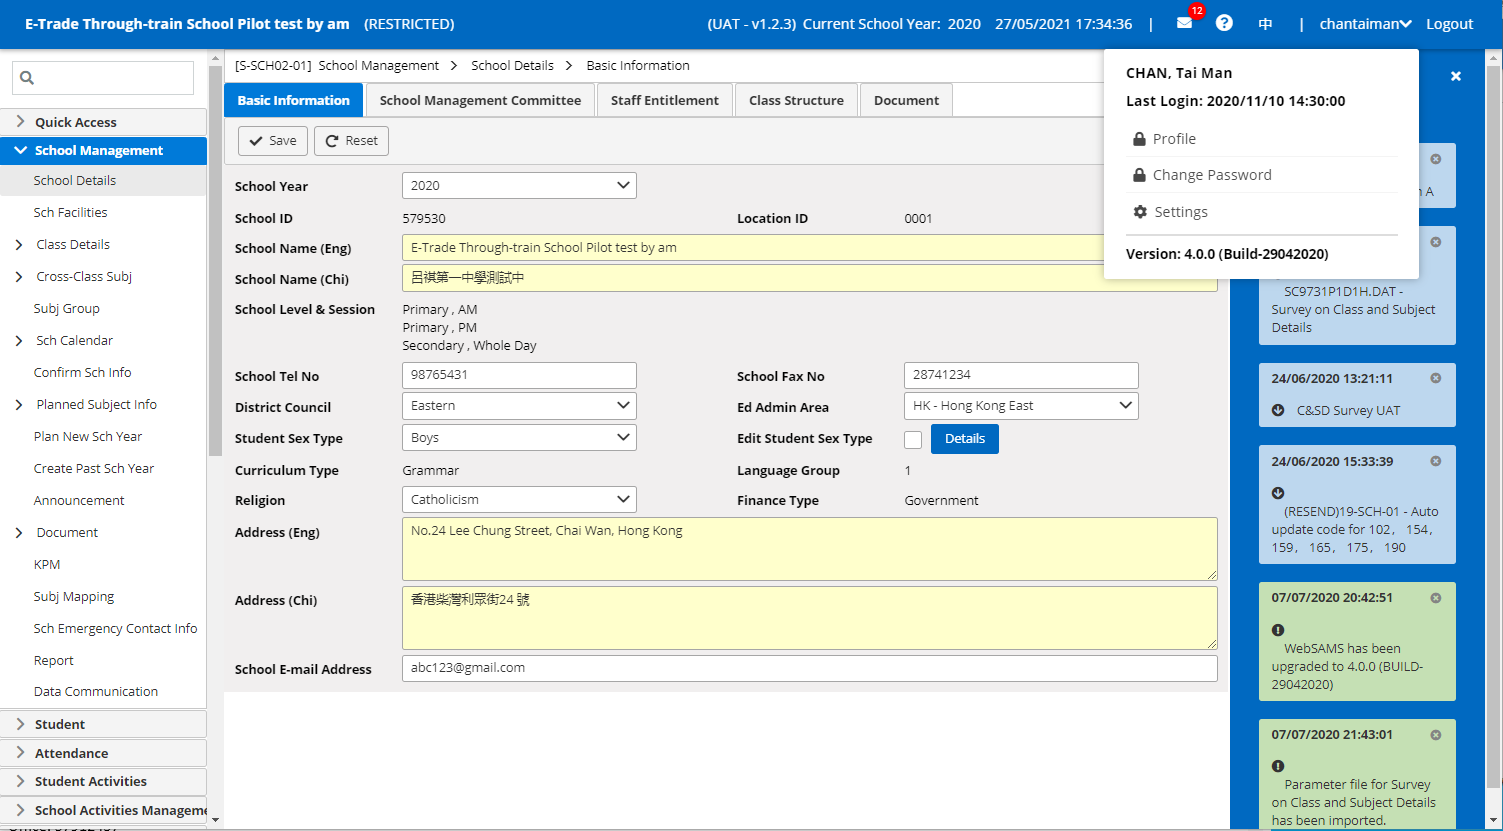 E-Trade Through-train School Pilot test by am (RESTRICTED)
(UAT - v1.2.3) Current School Year: 2020 27/05/2021 17:34:36 | 12 中 | chantaiman Logout
Quick Access
School Management
School Details
Sch Facilities
Class Details
Cross-Class Subj
Subj Group
Sch Calendar
Confirm Sch Info
Planned Subject Info
Plan New Sch Year
Create Past Sch Year
Announcement
Document
KPM
Subj Mapping
Sch Emergency Contact Info
Report
Data Communication
Student
Attendance
Student Activities
School Activities Manageme
[S-SCH02-01] School Management > School Details > Basic Information
Basic Information School Management Committee Staff Entitlement Class Structure Document
Save Reset
School Year 2020
School ID 579530 Location ID 0001
School Name (Eng) E-Trade Through-train School Pilot test by am
School Name (Chi) 呂祺第一中學測試中
School Level & Session Primary , AM
Primary , PM
Secondary , Whole Day
School Tel No 98765431 School Fax No 28741234
District Council Eastern Ed Admin Area HK - Hong Kong East
Student Sex Type Boys Edit Student Sex Type Details
Curriculum Type Grammar Language Group 1
Religion Catholicism Finance Type Government
Address (Eng) No.24 Lee Chung Street, Chai Wan, Hong Kong
Address (Chi) 香港柴灣利眾街24 號
School E-mail Address abc123@gmail.com
CHAN, Tai Man
Last Login: 2020/11/10 14:30:00
Profile
Change Password
Settings
Version: 4.0.0 (Build-29042020)
A
SC9731P1D1H.DAT -
Survey on Class and Subject
Details
24/06/2020 13:21:11
C&SD Survey UAT
24/06/2020 15:33:39
(RESEND)19-SCH-01 - Auto
update code for 102， 154，
159， 165， 175， 190
07/07/2020 20:42:51
WebSAMS has been
upgraded to 4.0.0 (BUILD-
29042020)
07/07/2020 21:43:01
Parameter file for Survey
on Class and Subject Details
has been imported.